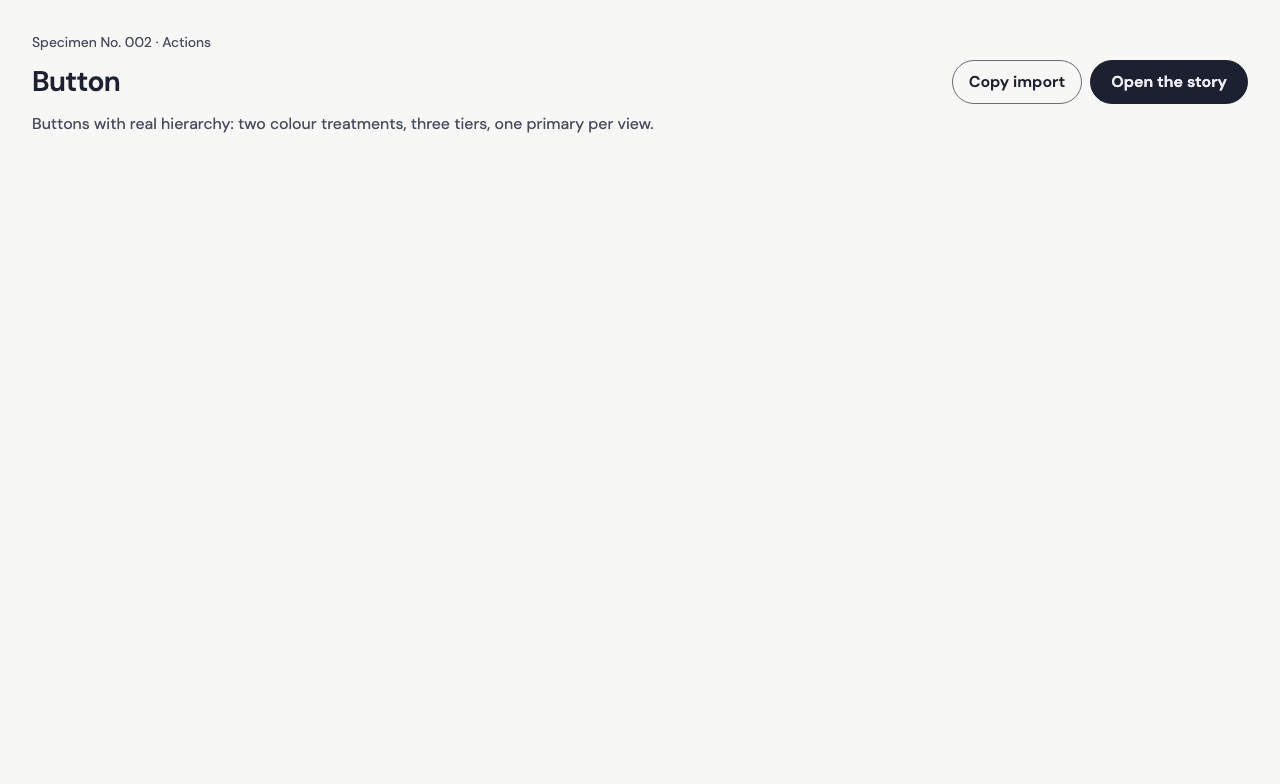 Specimen No. 002 · Actions
Button
Copy import
Open the story
Buttons with real hierarchy: two colour treatments, three tiers, one primary per view.